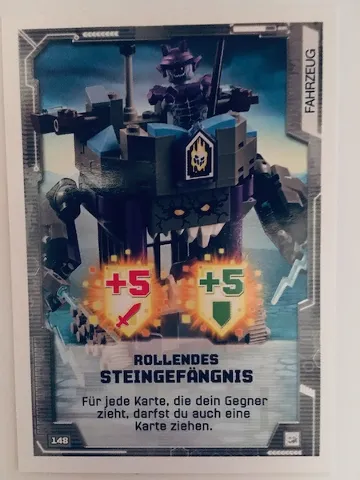 FAHRZEUG
+5
+5
ROLLENDES
STEINGEFÄNGNIS
Für jede Karte, die dein Gegner
zieht, darfst du auch eine
Karte ziehen.
148